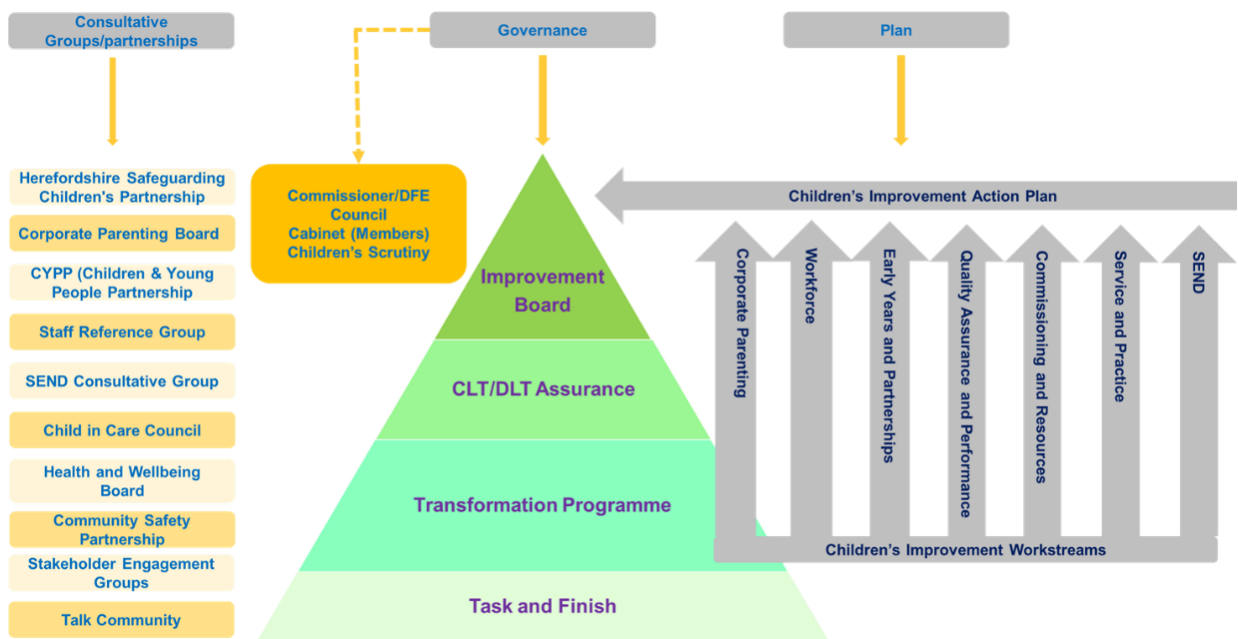 Consultative
Groups/partnerships
Governance
Plan
Herefordshire Safeguarding
Children's Partnership
Corporate Parenting Board
CYPP (Children & Young
People Partnership
Staff Reference Group
SEND Consultative Group
Child in Care Council
Health and Wellbeing
Board
Community Safety
Partnership
Stakeholder Engagement
Groups
Talk Community
Commissioner/DFE
Council
Cabinet (Members)
Children's Scrutiny
Improvement
Board
CLT/DLT Assurance
Transformation Programme
Task and Finish
Children's Improvement Action Plan
Corporate Parenting
Workforce
Early Years and Partnerships
Quality Assurance and Performance
Commissioning and Resources
Service and Practice
SEND
Children's Improvement Workstreams